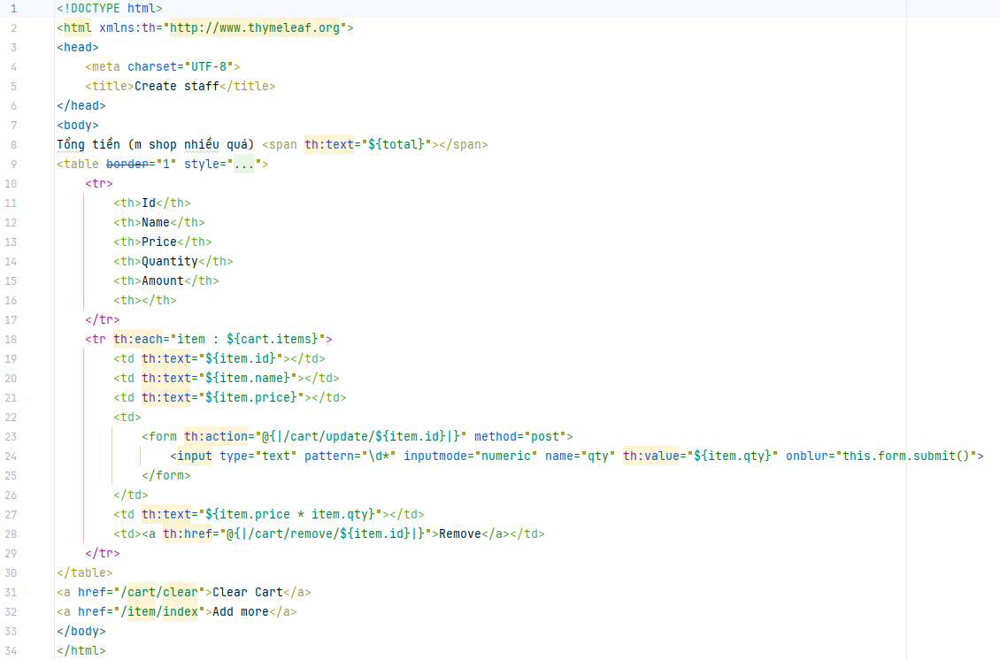 1 <!DOCTYPE html>
2 <html xmlns:th="http://www.thymeleaf.org">
3 <head>
4     <meta charset="UTF-8">
5     <title>Create staff</title>
6 </head>
7 <body>
8 Tổng tiền (m shop nhiều quá) <span th:text="${total}"></span>
9 <table border="1" style="...">
10     <tr>
11         <th>Id</th>
12         <th>Name</th>
13         <th>Price</th>
14         <th>Quantity</th>
15         <th>Amount</th>
16         <th></th>
17     </tr>
18     <tr th:each="item : ${cart.items}">
19         <td th:text="${item.id}"></td>
20         <td th:text="${item.name}"></td>
21         <td th:text="${item.price}"></td>
22         <td>
23             <form th:action="@{|/cart/update/${item.id}|}" method="post">
24                 <input type="text" pattern="\d*" inputmode="numeric" name="qty" th:value="${item.qty}" onblur="this.form.submit()">
25             </form>
26         </td>
27         <td th:text="${item.price * item.qty}"></td>
28         <td><a th:href="@{|/cart/remove/${item.id}|}">Remove</a></td>
29     </tr>
30 </table>
31 <a href="/cart/clear">Clear Cart</a>
32 <a href="/item/index">Add more</a>
33 </body>
34 </html>